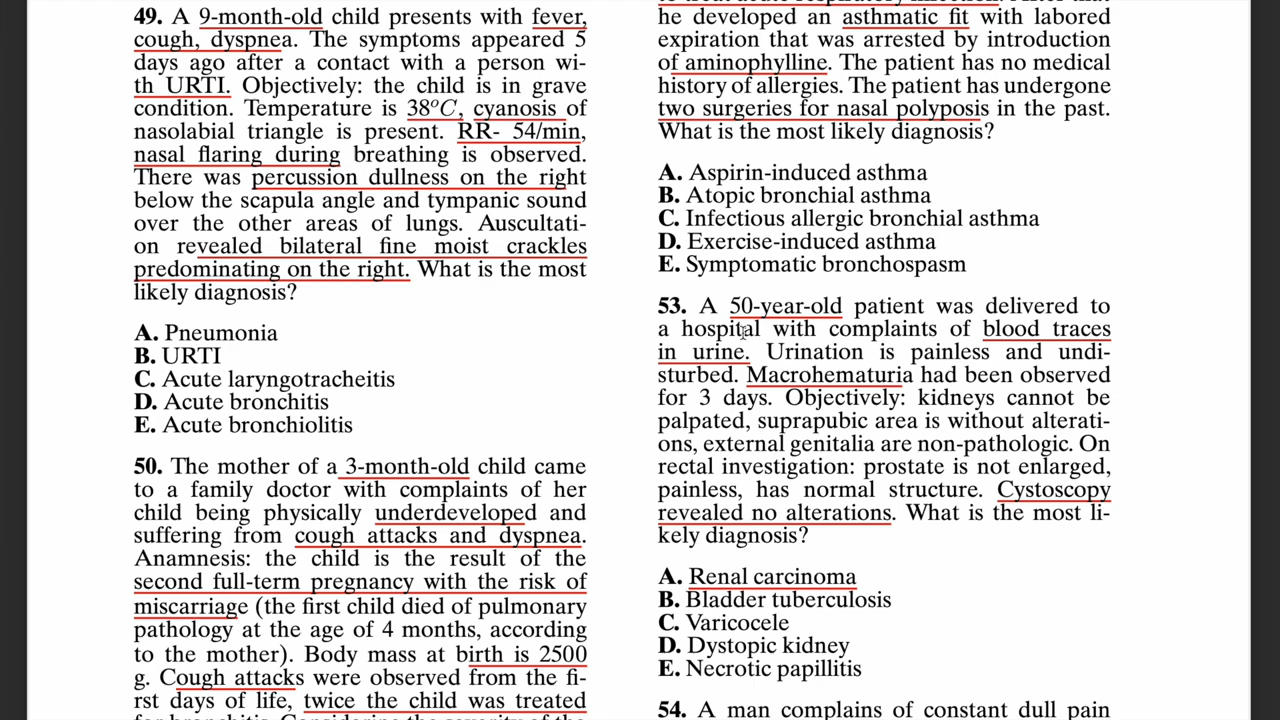 49. A 9-month-old child presents with fever,
cough, dyspnea. The symptoms appeared 5
days ago after a contact with a person wi-
th URTI. Objectively: the child is in grave
condition. Temperature is 38°C, cyanosis of
nasolabial triangle is present. RR- 54/min,
nasal flaring during breathing is observed.
There was percussion dullness on the right
below the scapula angle and tympanic sound
over the other areas of lungs. Auscultati-
on revealed bilateral fine moist crackles
predominating on the right. What is the most
likely diagnosis?
A. Pneumonia
B. URTI
C. Acute laryngotracheitis
D. Acute bronchitis
E. Acute bronchiolitis
50. The mother of a 3-month-old child came
to a family doctor with complaints of her
child being physically underdeveloped and
suffering from cough attacks and dyspnea.
Anamnesis: the child is the result of the
second full-term pregnancy with the risk of
miscarriage (the first child died of pulmonary
pathology at the age of 4 months, according
to the mother). Body mass at birth is 2500
g. Cough attacks were observed from the fi-
rst days of life, twice the child was treated
for bronchitis. Considering the severity of the
he developed an asthmatic fit with labored
expiration that was arrested by introduction
of aminophylline. The patient has no medical
history of allergies. The patient has undergone
two surgeries for nasal polyposis in the past.
What is the most likely diagnosis?
A. Aspirin-induced asthma
B. Atopic bronchial asthma
C. Infectious allergic bronchial asthma
D. Exercise-induced asthma
E. Symptomatic bronchospasm
53. A 50-year-old patient was delivered to
a hospital with complaints of blood traces
in urine. Urination is painless and undi-
sturbed. Macrohematuria had been observed
for 3 days. Objectively: kidneys cannot be
palpated, suprapubic area is without alterati-
ons, external genitalia are non-pathologic. On
rectal investigation: prostate is not enlarged,
painless, has normal structure. Cystoscopy
revealed no alterations. What is the most li-
kely diagnosis?
A. Renal carcinoma
B. Bladder tuberculosis
C. Varicocele
D. Dystopic kidney
E. Necrotic papillitis
54. A man complains of constant dull pain